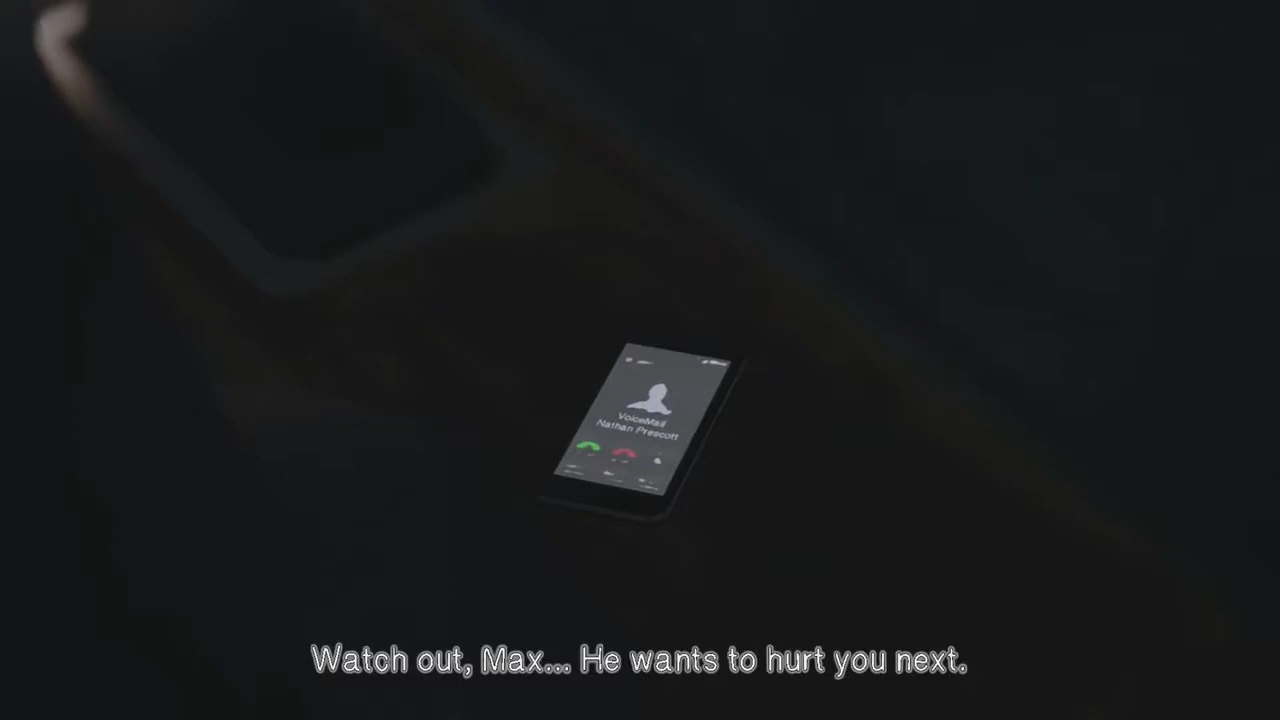 VoiceMail
Nathan Prescott
Watch out, Max... He wants to hurt you next.